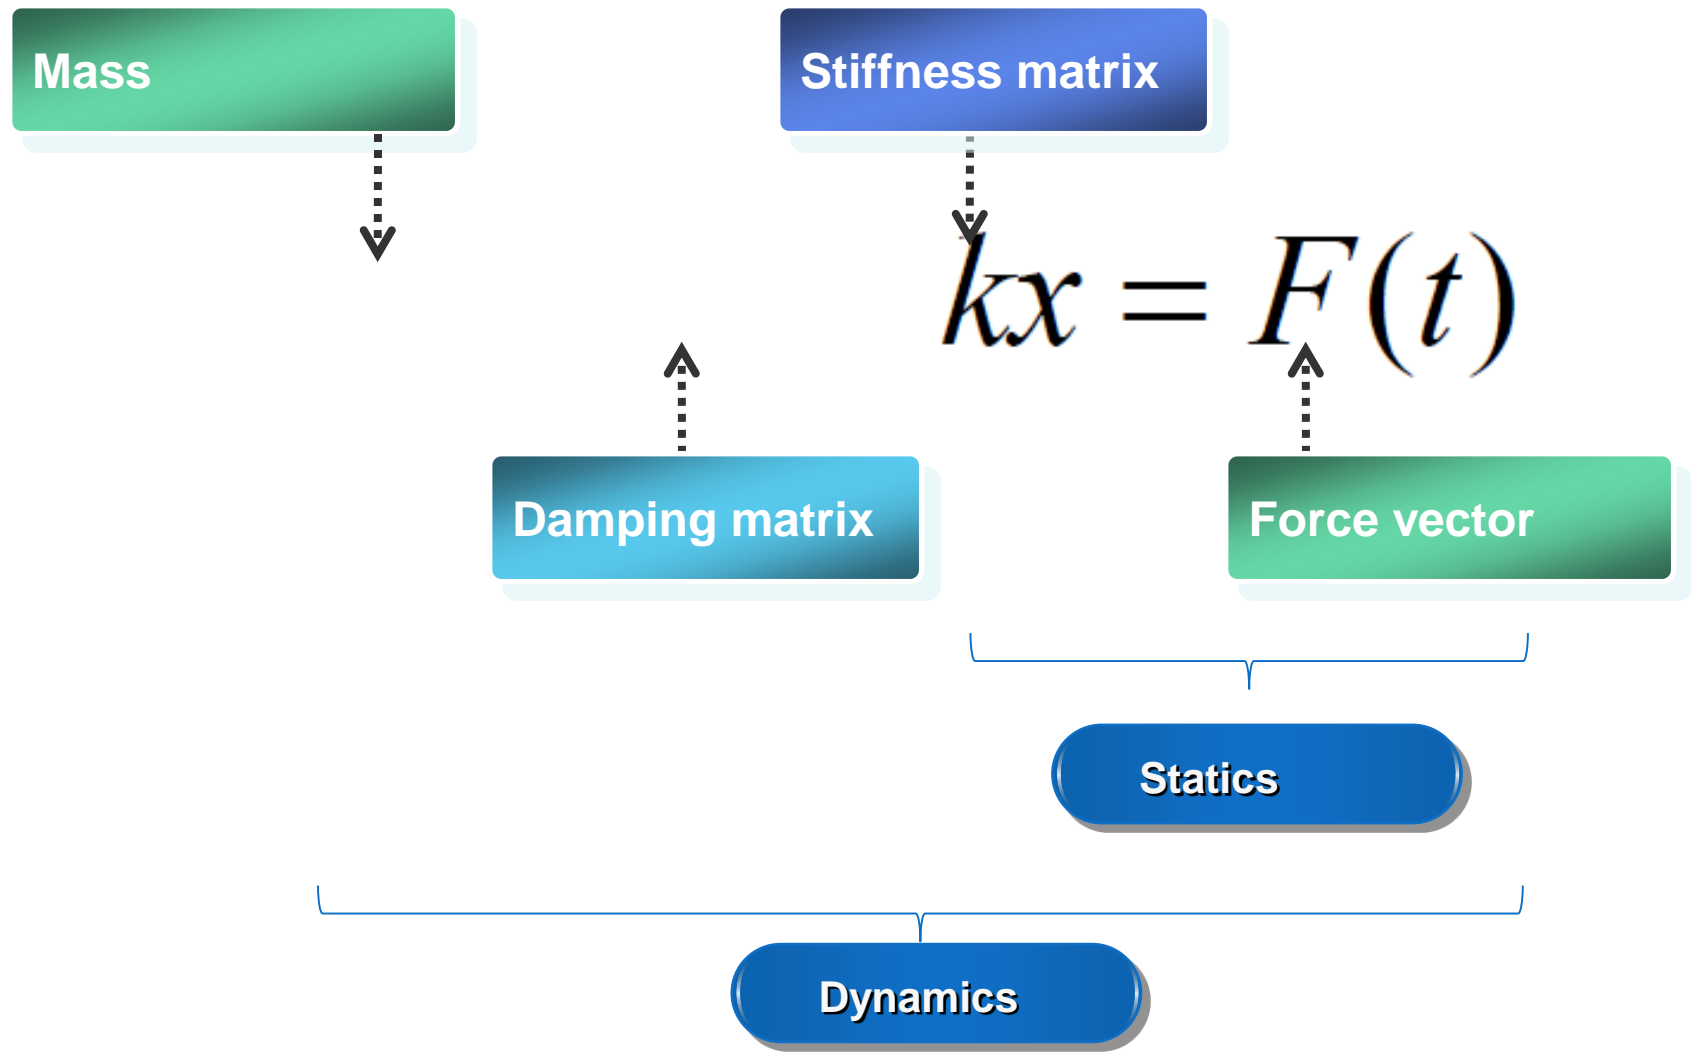 Mass
Stiffness matrix
kx = F(t)
Damping matrix
Force vector
Statics
Dynamics